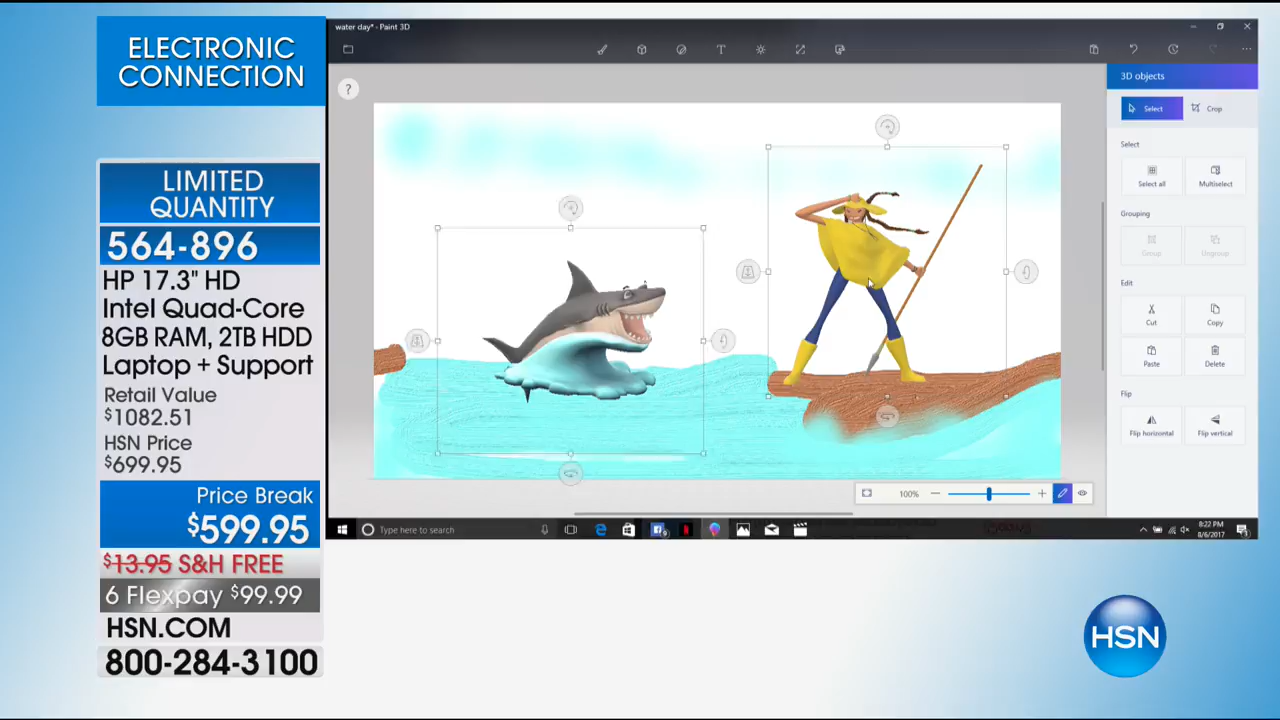 ELECTRONIC
CONNECTION
LIMITED
QUANTITY
564-896
HP 17.3" HD
Intel Quad-Core
8GB RAM, 2TB HDD
Laptop + Support
Retail Value
$1082.51
HSN Price
$699.95
Price Break
$599.95
$13.95 S&H FREE
6 Flexpay $99.99
HSN.COM
800-284-3100
water day* - Paint 3D
?
3D objects
Select
Crop
Select
Select all
Multiselect
Grouping
Group
Ungroup
Edit
Cut
Copy
Paste
Delete
Flip
Flip horizontal
Flip vertical
100%
Type here to search
8:22 PM
8/6/2017
HSN